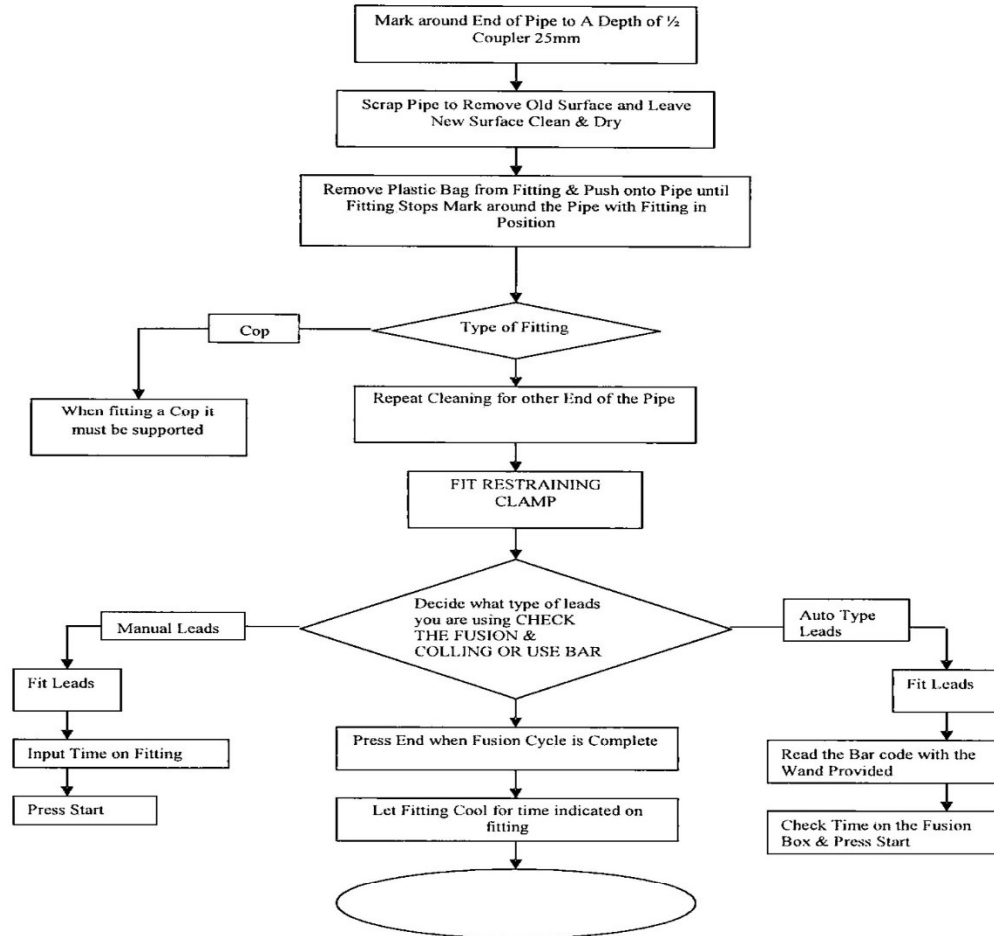 Mark around End of Pipe to A Depth of ½
Coupler 25mm
Scrap Pipe to Remove Old Surface and Leave
New Surface Clean & Dry
Remove Plastic Bag from Fitting & Push onto Pipe until
Fitting Stops Mark around the Pipe with Fitting in
Position
Type of Fitting
Cop
When fitting a Cop it
must be supported
Repeat Cleaning for other End of the Pipe
FIT RESTRAINING
CLAMP
Decide what type of leads
you are using CHECK
THE FUSION &
COLLING OR USE BAR
Manual Leads
Fit Leads
Input Time on Fitting
Press Start
Auto Type
Leads
Fit Leads
Read the Bar code with the
Wand Provided
Check Time on the Fusion
Box & Press Start
Press End when Fusion Cycle is Complete
Let Fitting Cool for time indicated on
fitting